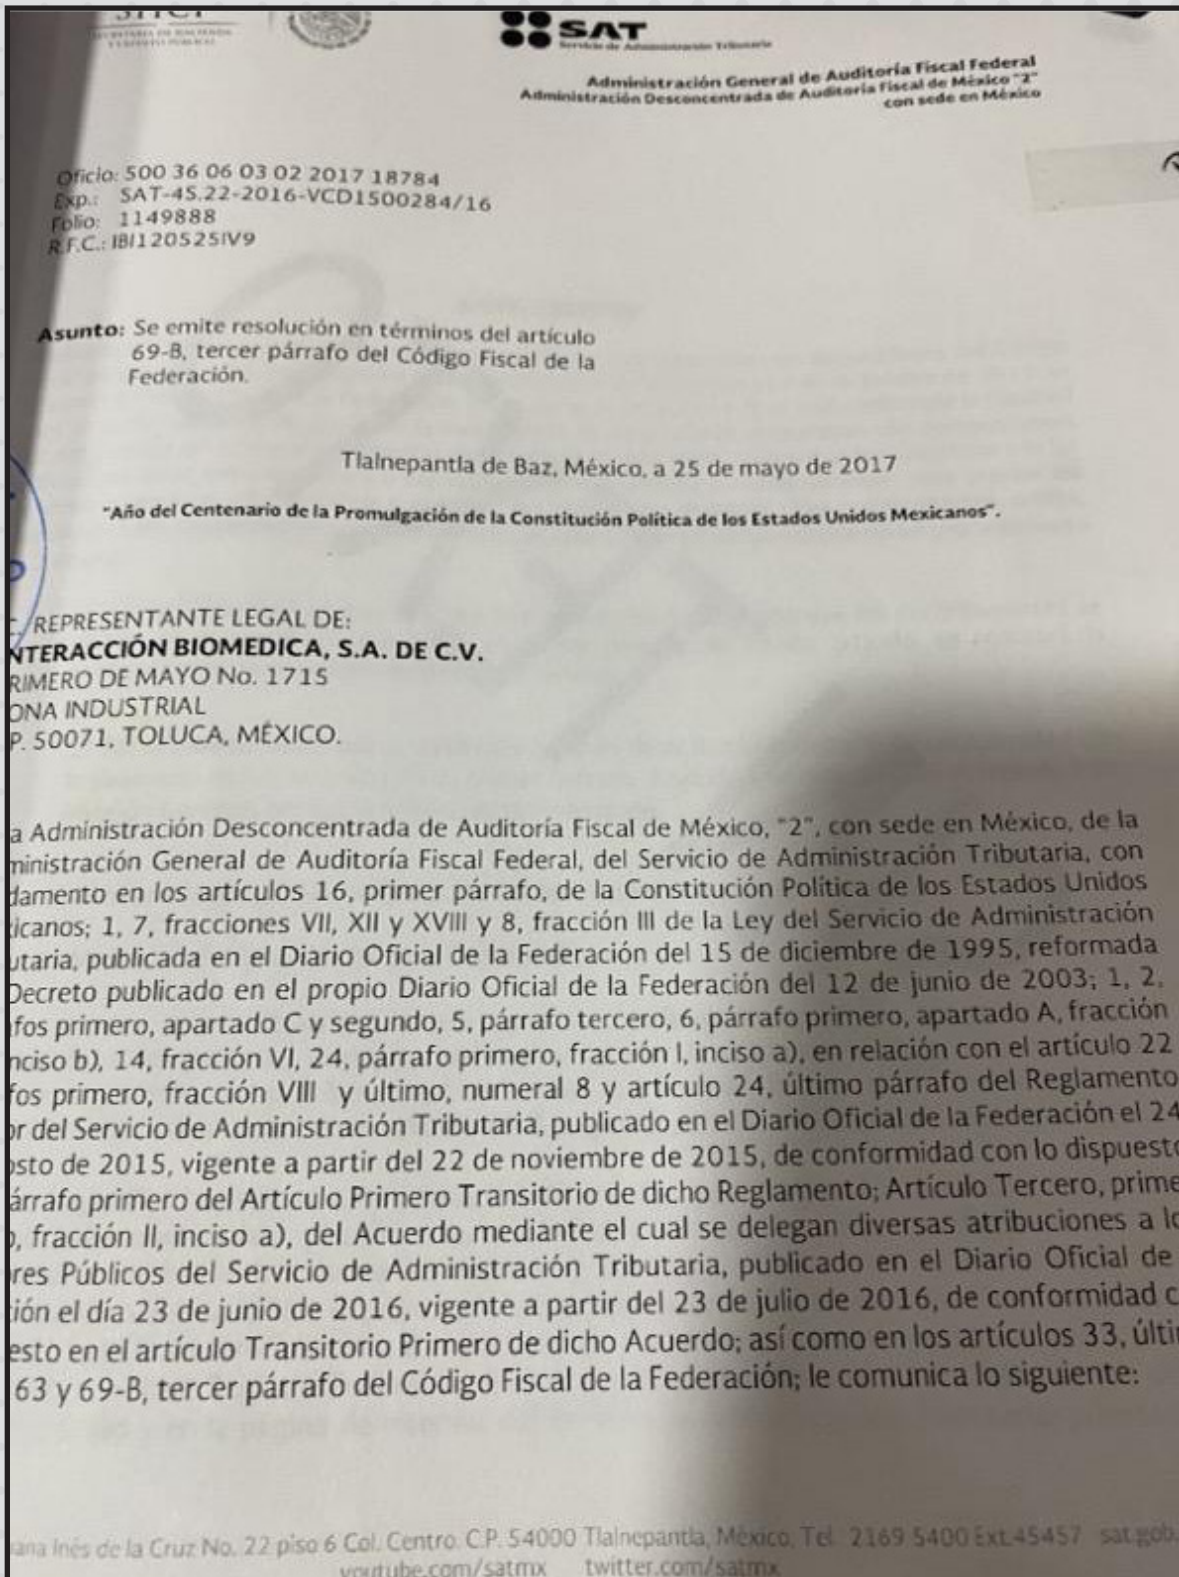 SHCP
SECRETARÍA DE HACIENDA
Y CRÉDITO PÚBLICO
SAT
Servicio de Administración Tributaria
Administración General de Auditoría Fiscal Federal
Administración Desconcentrada de Auditoría Fiscal de México "2"
con sede en México
Oficio: 500 36 06 03 02 2017 18784
Exp.: SAT-4S.22-2016-VCD1500284/16
Folio: 1149888
R.F.C.: IBI120525IV9
Asunto: Se emite resolución en términos del artículo
69-B, tercer párrafo del Código Fiscal de la
Federación.
Tlalnepantla de Baz, México, a 25 de mayo de 2017
"Año del Centenario de la Promulgación de la Constitución Política de los Estados Unidos Mexicanos".
C. REPRESENTANTE LEGAL DE:
NTERACCIÓN BIOMEDICA, S.A. DE C.V.
RIMERO DE MAYO No. 1715
ONA INDUSTRIAL
P. 50071, TOLUCA, MÉXICO.
a Administración Desconcentrada de Auditoría Fiscal de México, "2", con sede en México, de la
ministración General de Auditoría Fiscal Federal, del Servicio de Administración Tributaria, con
damento en los artículos 16, primer párrafo, de la Constitución Política de los Estados Unidos
icanos; 1, 7, fracciones VII, XII y XVIII y 8, fracción III de la Ley del Servicio de Administración
utaria, publicada en el Diario Oficial de la Federación del 15 de diciembre de 1995, reformada
Decreto publicado en el propio Diario Oficial de la Federación del 12 de junio de 2003; 1, 2,
fos primero, apartado C y segundo, 5, párrafo tercero, 6, párrafo primero, apartado A, fracción
nciso b), 14, fracción VI, 24, párrafo primero, fracción I, inciso a), en relación con el artículo 22
fos primero, fracción VIII y último, numeral 8 y artículo 24, último párrafo del Reglamento
or del Servicio de Administración Tributaria, publicado en el Diario Oficial de la Federación el 24
osto de 2015, vigente a partir del 22 de noviembre de 2015, de conformidad con lo dispuesto
árrafo primero del Artículo Primero Transitorio de dicho Reglamento; Artículo Tercero, prime
o, fracción II, inciso a), del Acuerdo mediante el cual se delegan diversas atribuciones a lo
res Públicos del Servicio de Administración Tributaria, publicado en el Diario Oficial de
ión el día 23 de junio de 2016, vigente a partir del 23 de julio de 2016, de conformidad c
esto en el artículo Transitorio Primero de dicho Acuerdo; así como en los artículos 33, últi
63 y 69-B, tercer párrafo del Código Fiscal de la Federación; le comunica lo siguiente:
uana Inés de la Cruz No. 22 piso 6 Col. Centro. C.P. 54000 Tlalnepantla, México, Tel. 2169 5400 Ext.45457 sat.gob.
youtube.com/satmx twitter.com/satmx